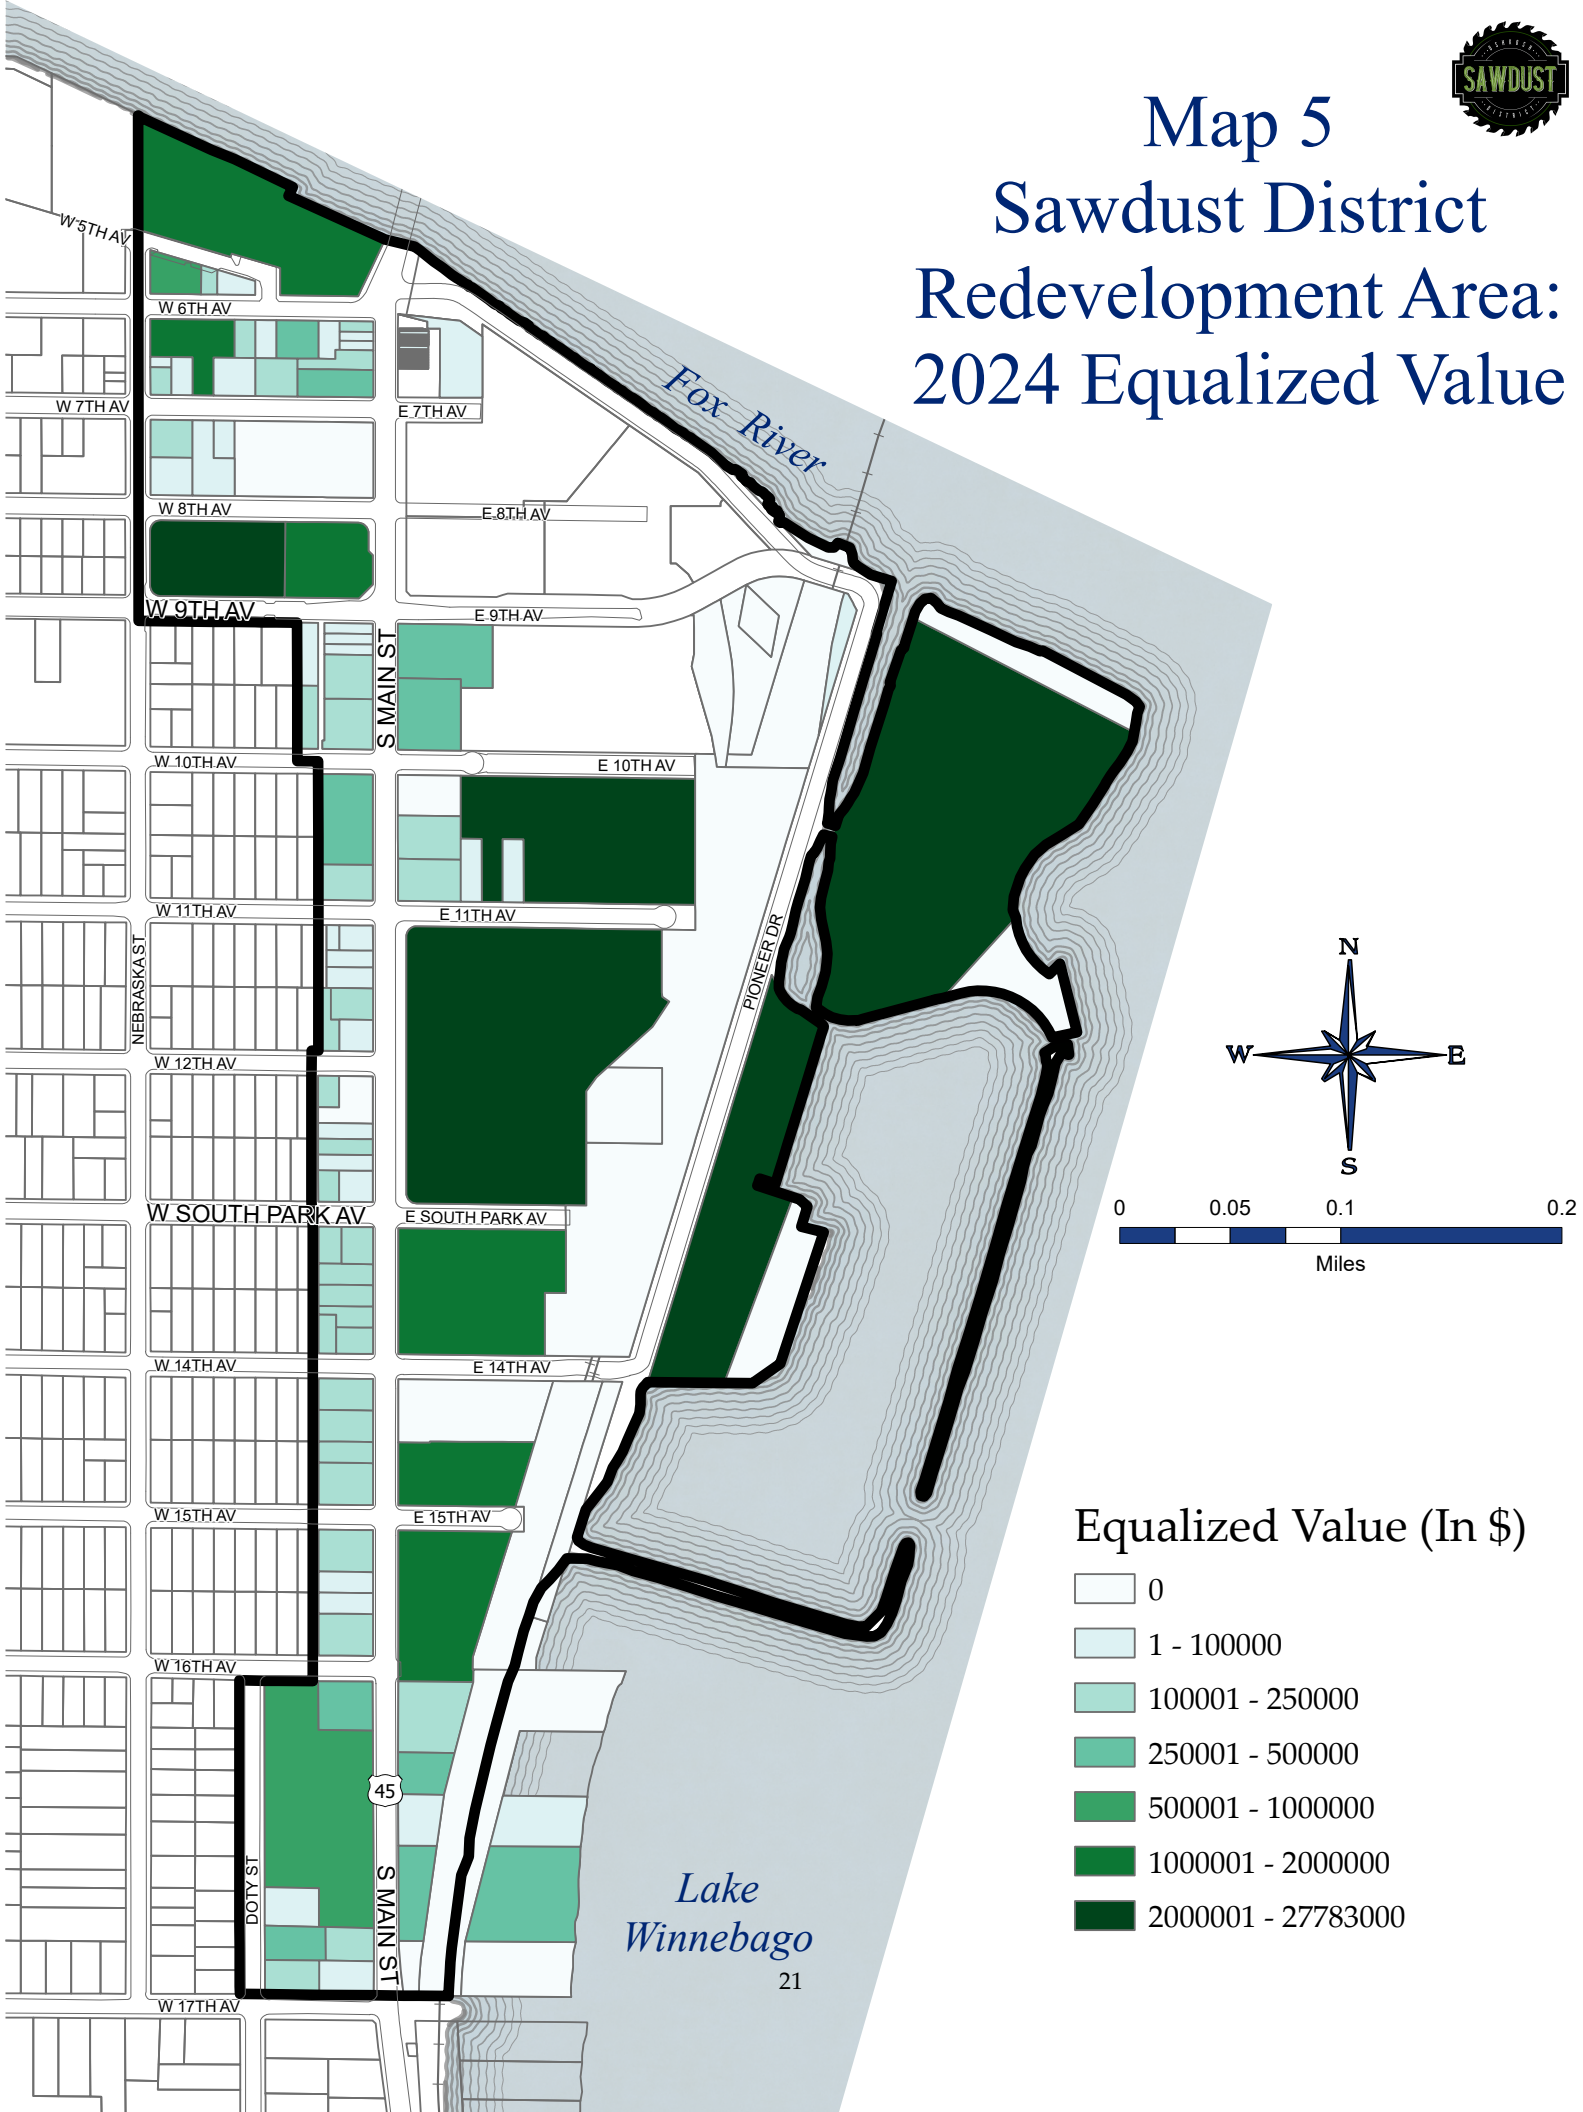 OSHKOSH
SAWDUST
DISTRICT
Map 5
Sawdust District
Redevelopment Area:
2024 Equalized Value
W 5TH AV
W 6TH AV
W 7TH AV
E 7TH AV
Fox River
W 8TH AV
E 8TH AV
W 9TH AV
E 9TH AV
S MAIN ST
W 10TH AV
E 10TH AV
W 11TH AV
E 11TH AV
NEBRASKA ST
PIONEER DR
W 12TH AV
N
W
E
S
W SOUTH PARK AV
E SOUTH PARK AV
0 0.05 0.1 0.2
Miles
W 14TH AV
E 14TH AV
W 15TH AV
E 15TH AV
W 16TH AV
45
DOTY ST
S MAIN ST
W 17TH AV
Lake
Winnebago
21
Equalized Value (In $)
0
1 - 100000
100001 - 250000
250001 - 500000
500001 - 1000000
1000001 - 2000000
2000001 - 27783000